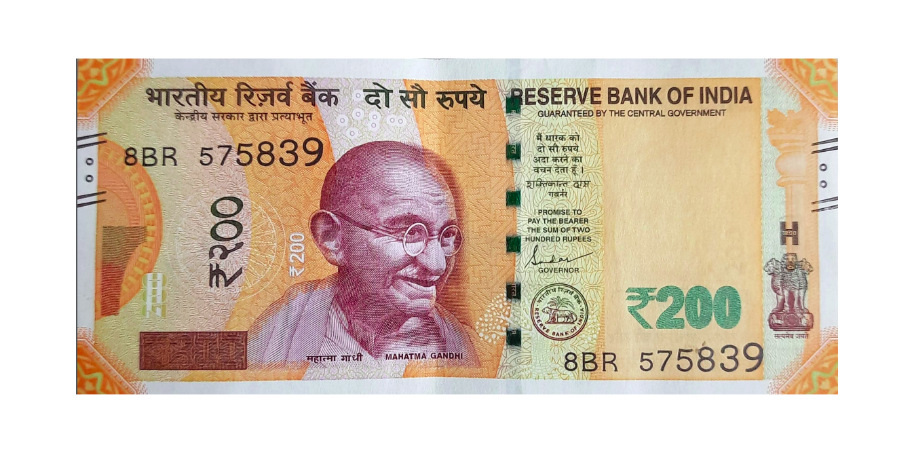 भारतीय रिज़र्व बैंक
केन्द्रीय सरकार द्वारा प्रत्याभूत
दो सौ रुपये
RESERVE BANK OF INDIA
GUARANTEED BY THE CENTRAL GOVERNMENT
8BR 575839
₹२००
₹200
मैं धारक को
दो सौ रुपये
अदा करने का
वचन देता हूँ ।
शक्तिकान्त दास
गवर्नर
I PROMISE TO
PAY THE BEARER
THE SUM OF TWO
HUNDRED RUPEES
GOVERNOR
भारतीय रिज़र्व बैंक
RESERVE BANK OF INDIA
₹200
सत्यमेव जयते
महात्मा गांधी
MAHATMA GANDHI
8BR 575839